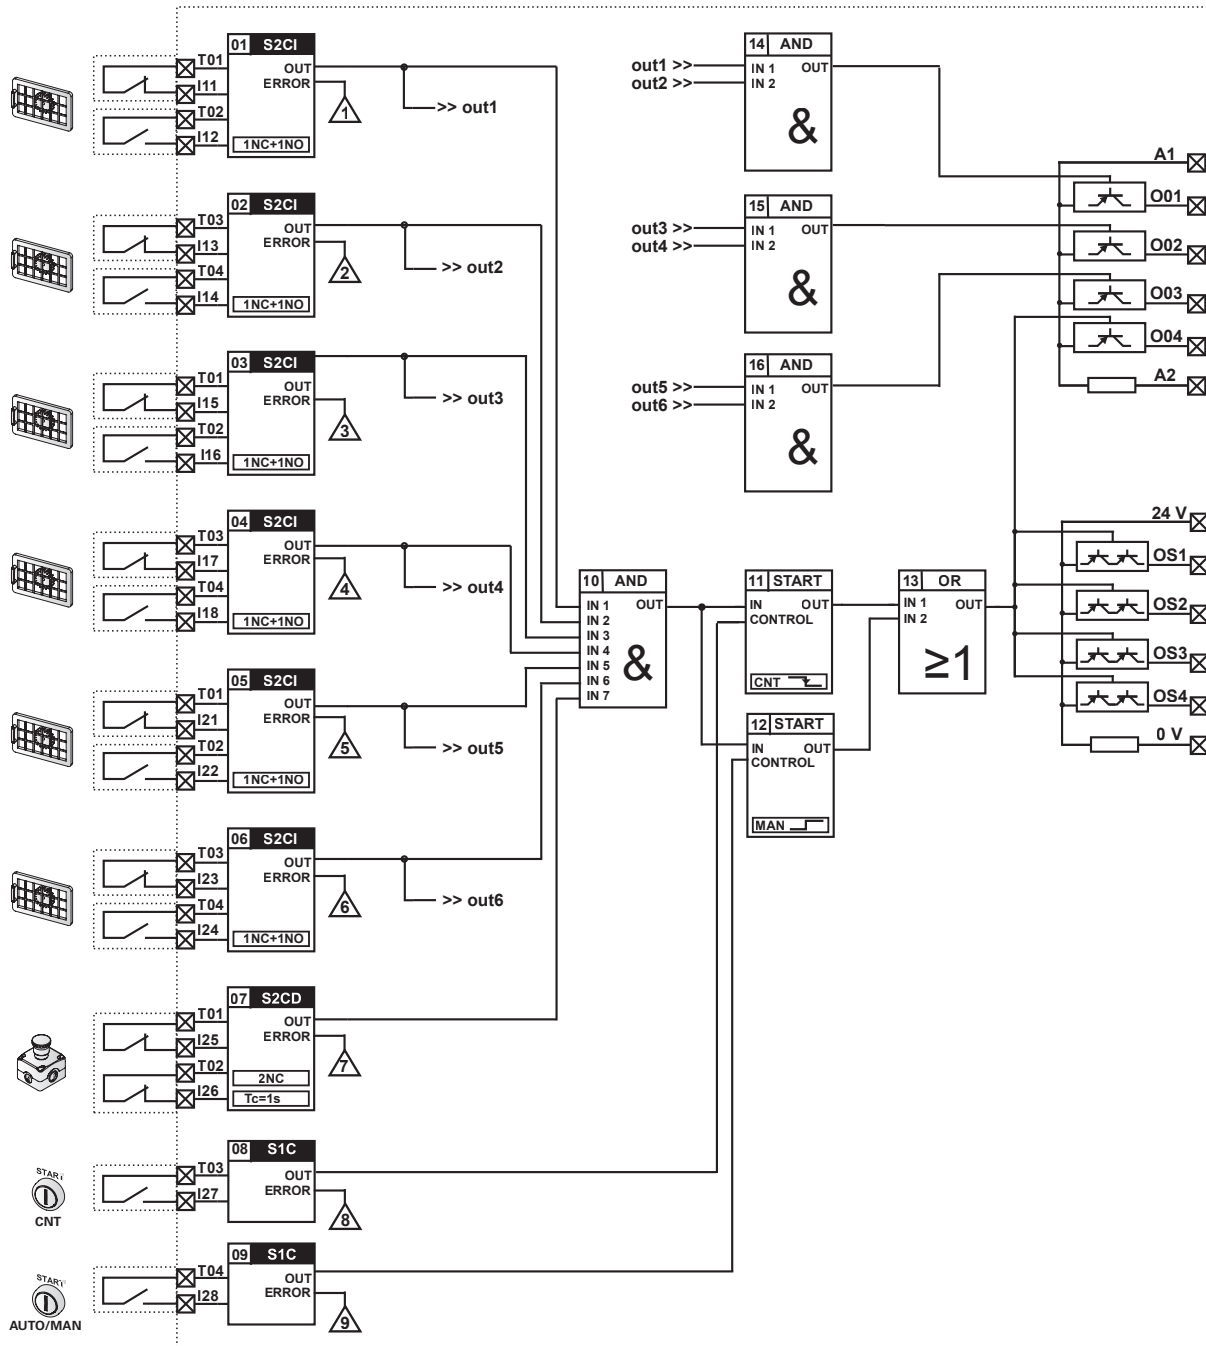 01 S2CI
T01
I11
T02
I12
OUT
ERROR
1
1NC+1NO
>> out1
02 S2CI
T03
I13
T04
I14
OUT
ERROR
2
1NC+1NO
>> out2
03 S2CI
T01
I15
T02
I16
OUT
ERROR
3
1NC+1NO
>> out3
04 S2CI
T03
I17
T04
I18
OUT
ERROR
4
1NC+1NO
>> out4
05 S2CI
T01
I21
T02
I22
OUT
ERROR
5
1NC+1NO
>> out5
06 S2CI
T03
I23
T04
I24
OUT
ERROR
6
1NC+1NO
>> out6
07 S2CD
T01
I25
T02
I26
OUT
ERROR
7
2NC
Tc=1s
START
CNT
08 S1C
T03
I27
OUT
ERROR
8
START
AUTO/MAN
09 S1C
T04
I28
OUT
ERROR
9
10 AND
IN 1 OUT
IN 2
IN 3
IN 4
IN 5
IN 6
IN 7
&
11 START
IN OUT
CONTROL
CNT
12 START
IN OUT
CONTROL
MAN
13 OR
IN 1 OUT
IN 2
≥1
14 AND
out1 >> IN 1 OUT
out2 >> IN 2
&
15 AND
out3 >> IN 1 OUT
out4 >> IN 2
&
16 AND
out5 >> IN 1 OUT
out6 >> IN 2
&
A1
O01
O02
O03
O04
A2
24 V
OS1
OS2
OS3
OS4
0 V